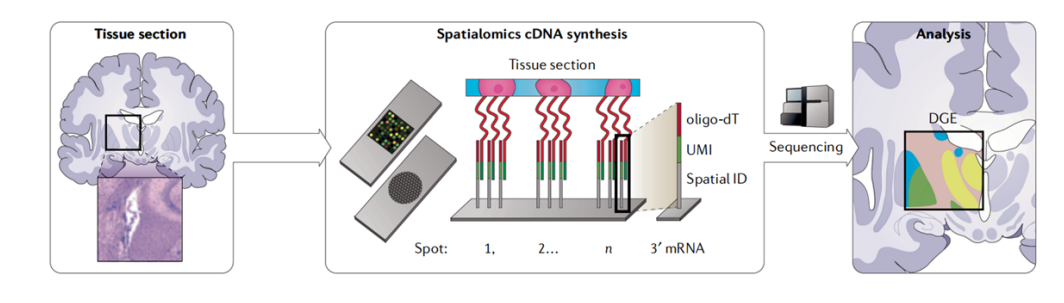 Tissue section
Spatialomics cDNA synthesis
Tissue section
oligo-dT
UMI
Spatial ID
Spot: 1, 2... n 3′ mRNA
Sequencing
Analysis
DGE